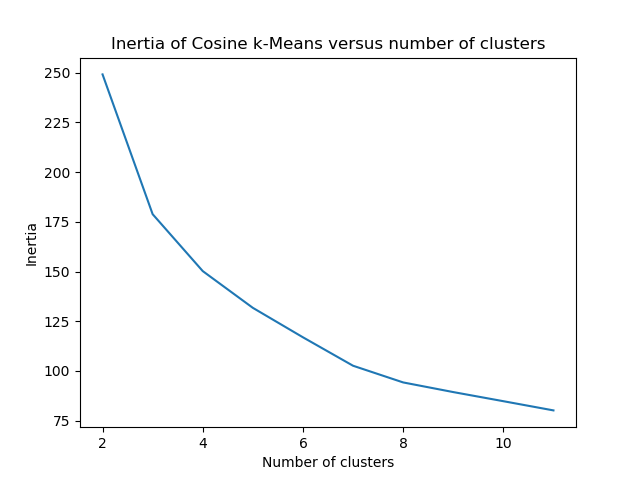 Inertia of Cosine k-Means versus number of clusters
250
225
200
175
150
125
100
75
Inertia
2 4 6 8 10
Number of clusters